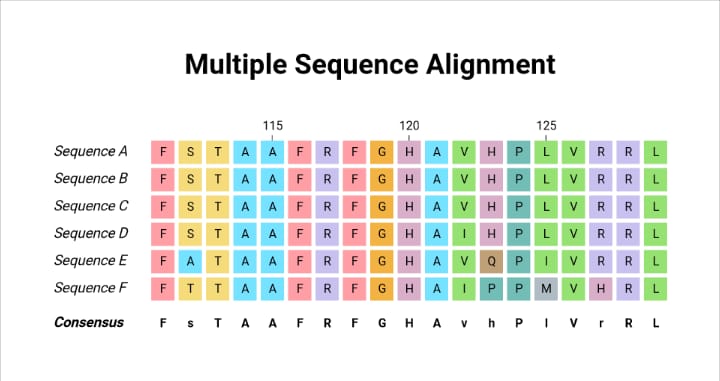 Multiple Sequence Alignment
115 120 125
Sequence A F S T A A F R F G H A V H P L V R R L
Sequence B F S T A A F R F G H A V H P L V R R L
Sequence C F S T A A F R F G H A V H P L V R R L
Sequence D F S T A A F R F G H A I H P L V R R L
Sequence E F A T A A F R F G H A V Q P I V R R L
Sequence F F T T A A F R F G H A I P P M V H R L
Consensus F s T A A F R F G H A v h P l V r R L